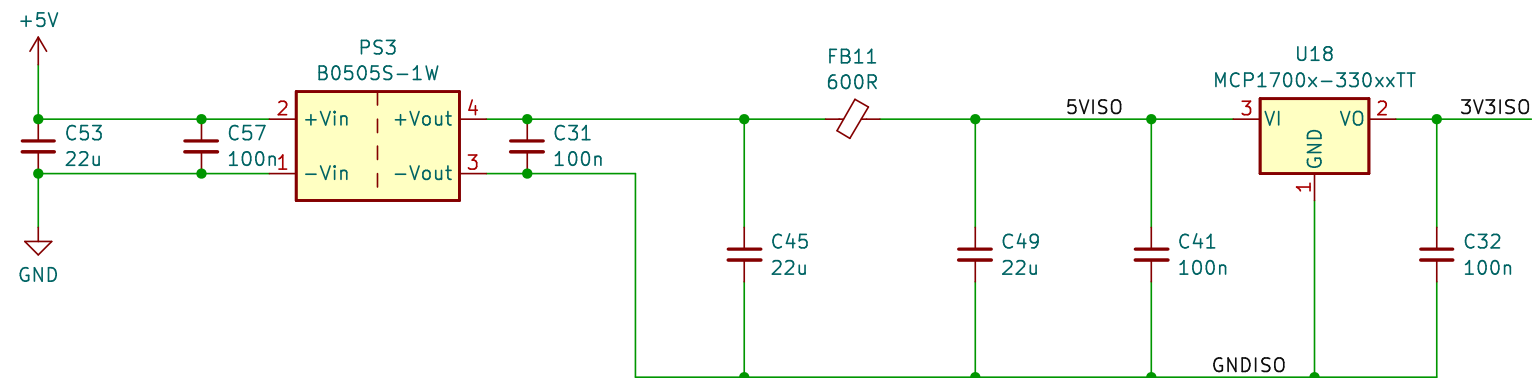 +5V
PS3
B0505S-1W
FB11
600R
U18
MCP1700x-330xxTT
2
+Vin
+Vout
4
5VISO
3
VI
VO
2
3V3ISO
C53
22u
C57
100n
1
-Vin
-Vout
3
C31
100n
GND
1
C45
22u
C49
22u
C41
100n
C32
100n
GND
GNDISO